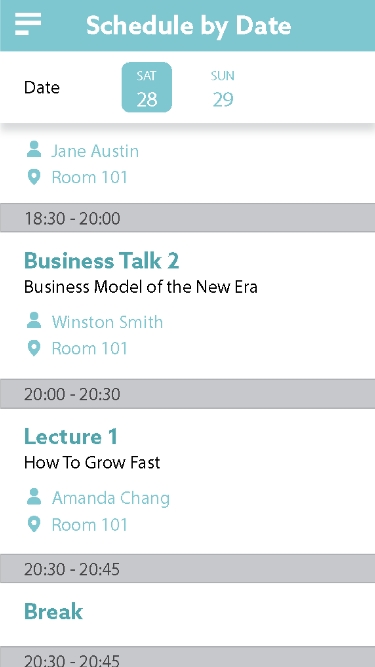 Schedule by Date
Date
SAT
28
SUN
29
Jane Austin
Room 101
18:30 - 20:00
Business Talk 2
Business Model of the New Era
Winston Smith
Room 101
20:00 - 20:30
Lecture 1
How To Grow Fast
Amanda Chang
Room 101
20:30 - 20:45
Break
20:30 - 20:45